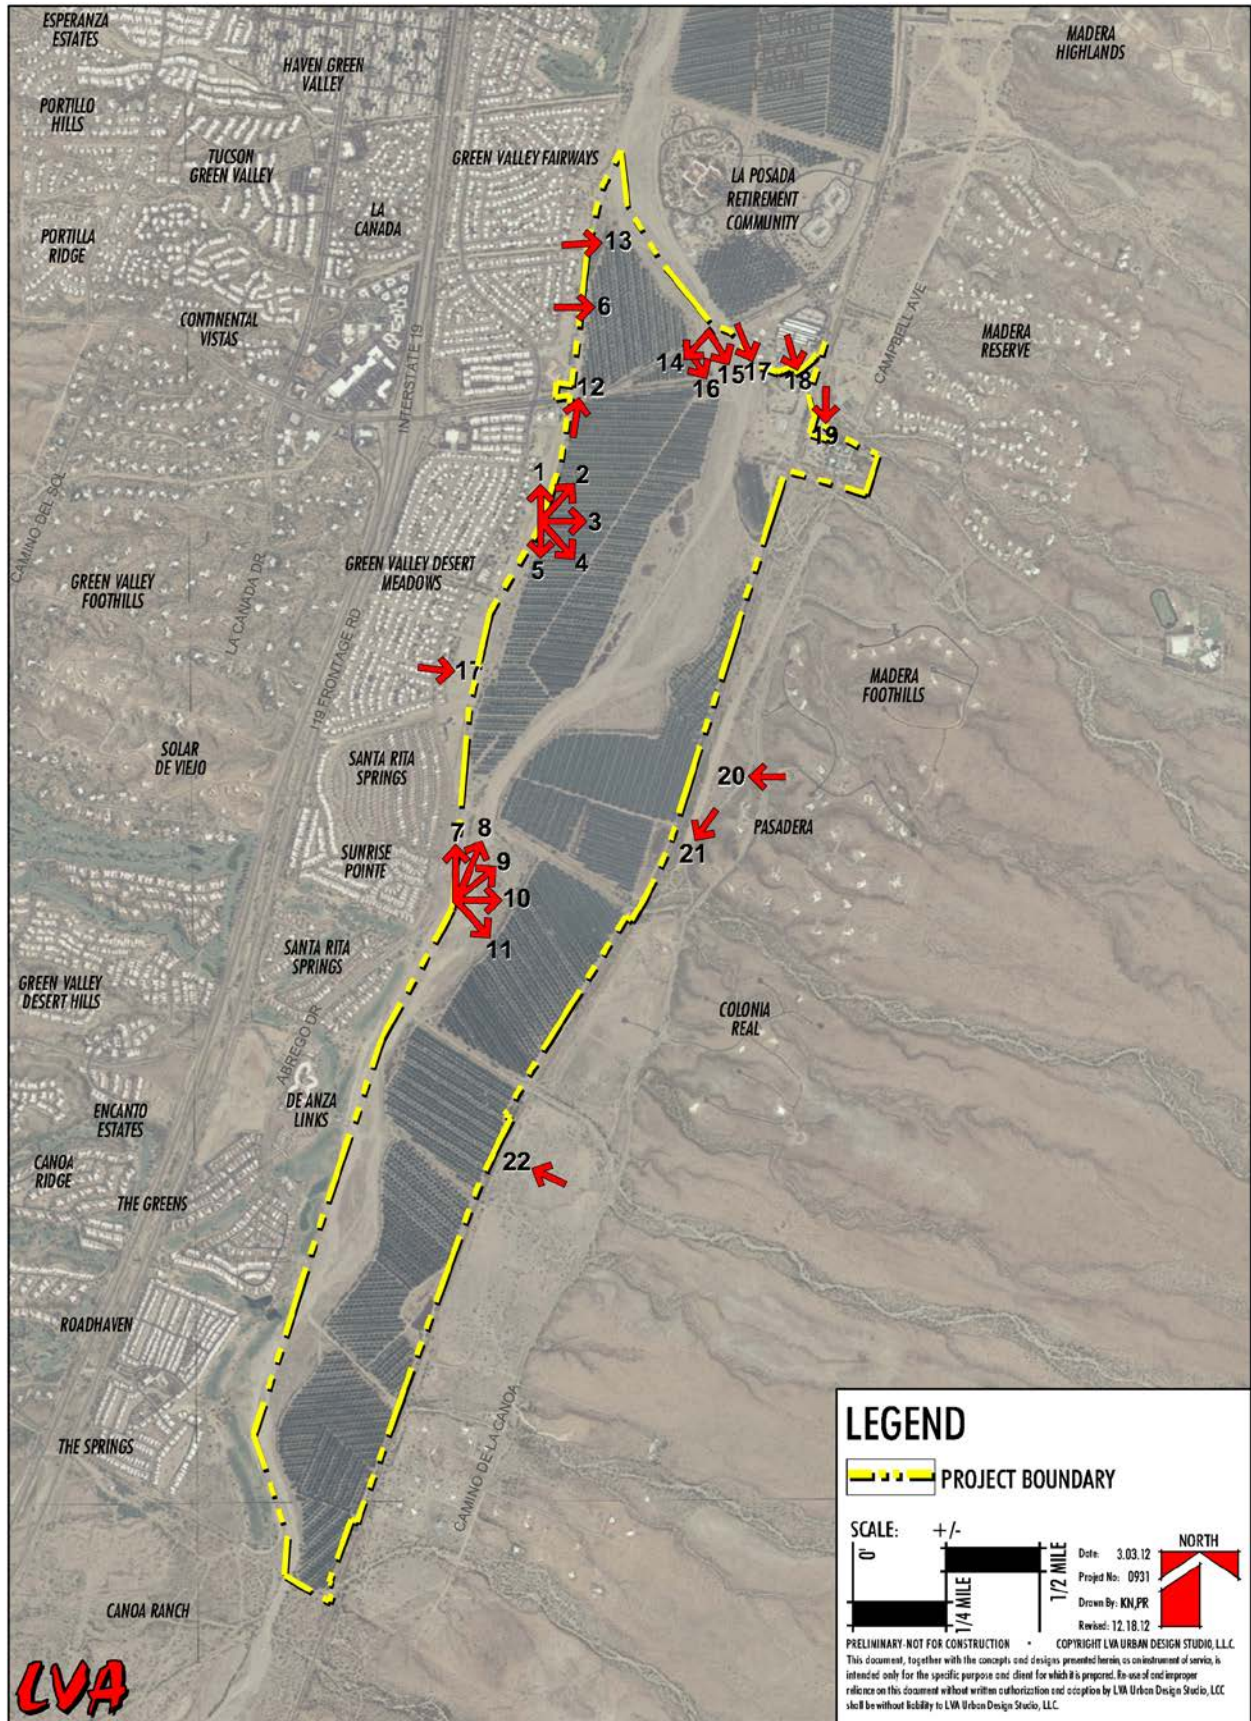 ESPERANZA
ESTATES
MADERA
HIGHLANDS
HAVEN GREEN
VALLEY
PORTILLO
HILLS
TUCSON
GREEN VALLEY
GREEN VALLEY FAIRWAYS
LA POSADA
RETIREMENT
COMMUNITY
LA
CANADA
PORTILLA
RIDGE
13
6
CONTINENTAL
VISTAS
INTERSTATE 19
CAMPBELL AVE
MADERA
RESERVE
14
15
16
17
18
12
19
1
2
3
4
5
CAMINO DEL SOL
GREEN VALLEY DESERT
MEADOWS
GREEN VALLEY
FOOTHILLS
LA CANADA DR
I19 FRONTAGE RD
17
MADERA
FOOTHILLS
SOLAR
DE VIEJO
SANTA RITA
SPRINGS
20
PASADERA
21
7
8
9
10
11
SUNRISE
POINTE
SANTA RITA
SPRINGS
GREEN VALLEY
DESERT HILLS
COLONIA
REAL
ABREGO DR
DE ANZA
LINKS
ENCANTO
ESTATES
CANOA
RIDGE
22
THE GREENS
ROADHAVEN
THE SPRINGS
CAMINO DE LA CANOA
CANOA RANCH
LVA
LEGEND
PROJECT BOUNDARY
SCALE: +/-
0'
1/4 MILE
1/2 MILE
Date: 3.03.12
Project No: 0931
Drawn By: KN,PR
Revised: 12.18.12
NORTH
PRELIMINARY-NOT FOR CONSTRUCTION • COPYRIGHT LVA URBAN DESIGN STUDIO, L.L.C.
This document, together with the concepts and designs presented herein, as an instrument of service, is
intended only for the specific purpose and client for which it is prepared. Re-use of and improper
reliance on this document without written authorization and adaption by LVA Urban Design Studio, LCC
shall be without liability to LVA Urban Design Studio, LLC.